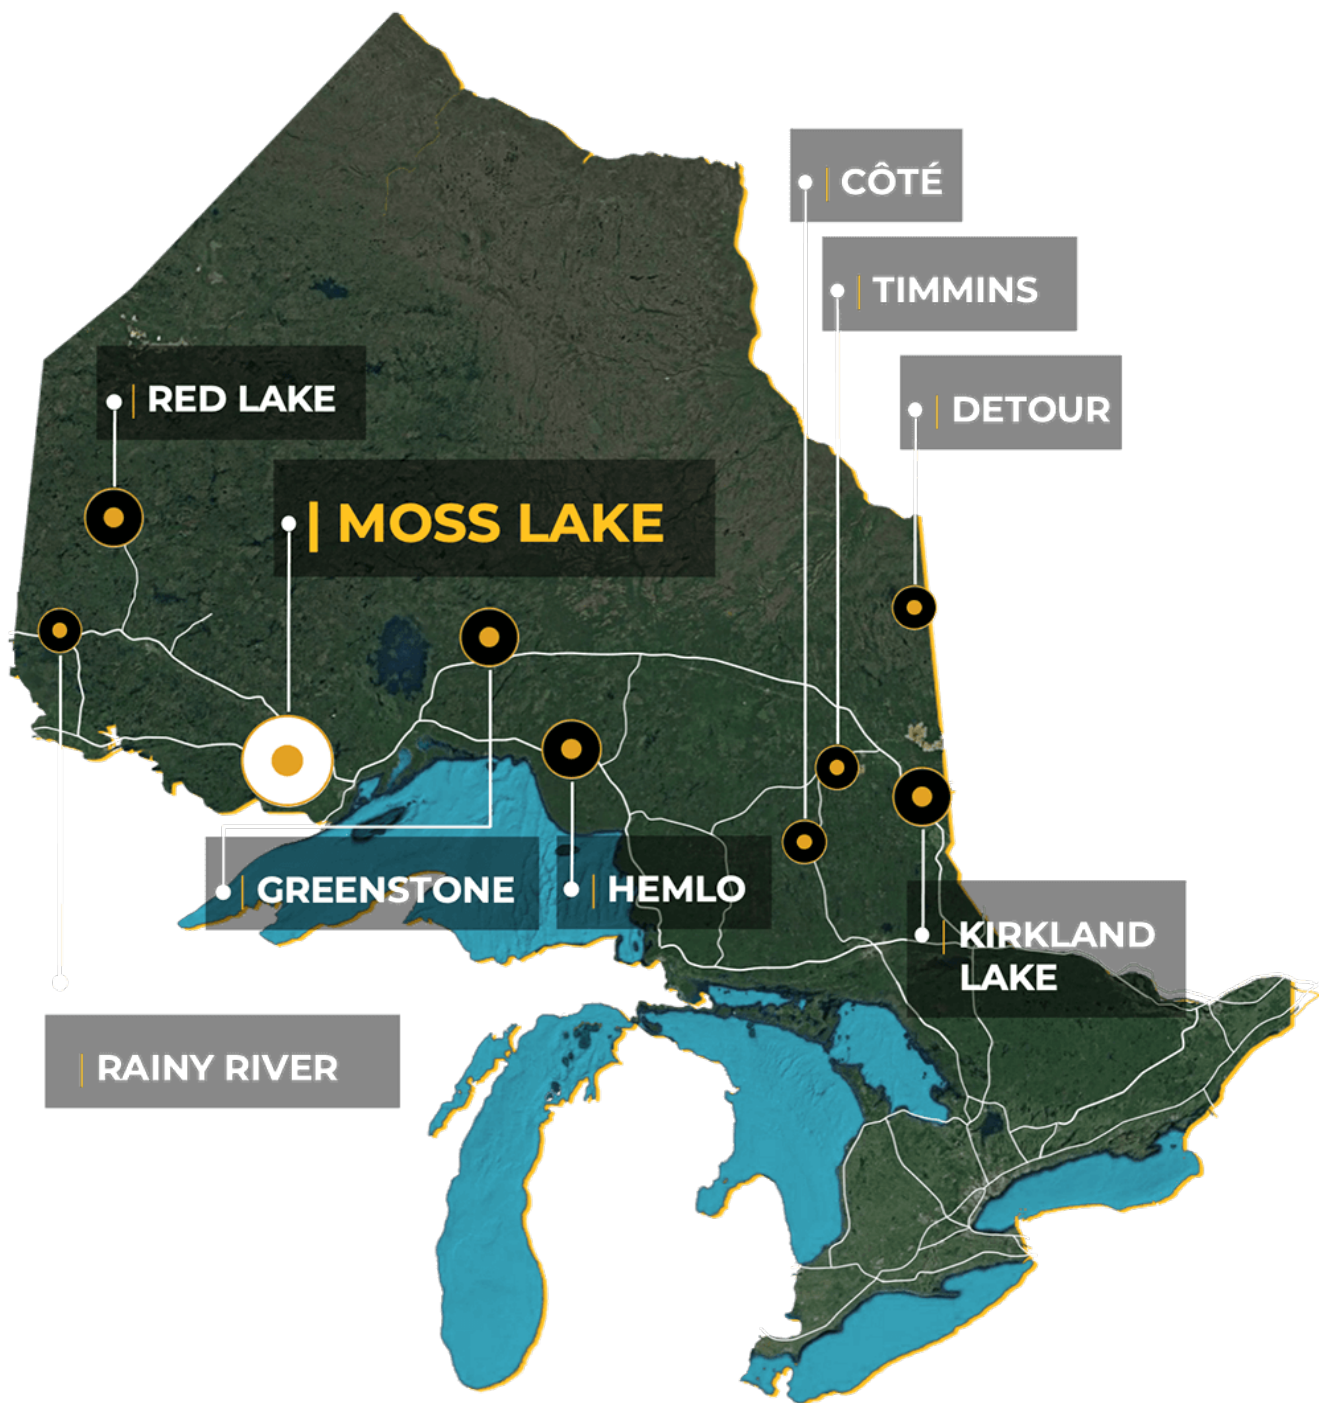 CÔTÉ
TIMMINS
RED LAKE
DETOUR
MOSS LAKE
GREENSTONE
HEMLO
KIRKLAND
LAKE
RAINY RIVER